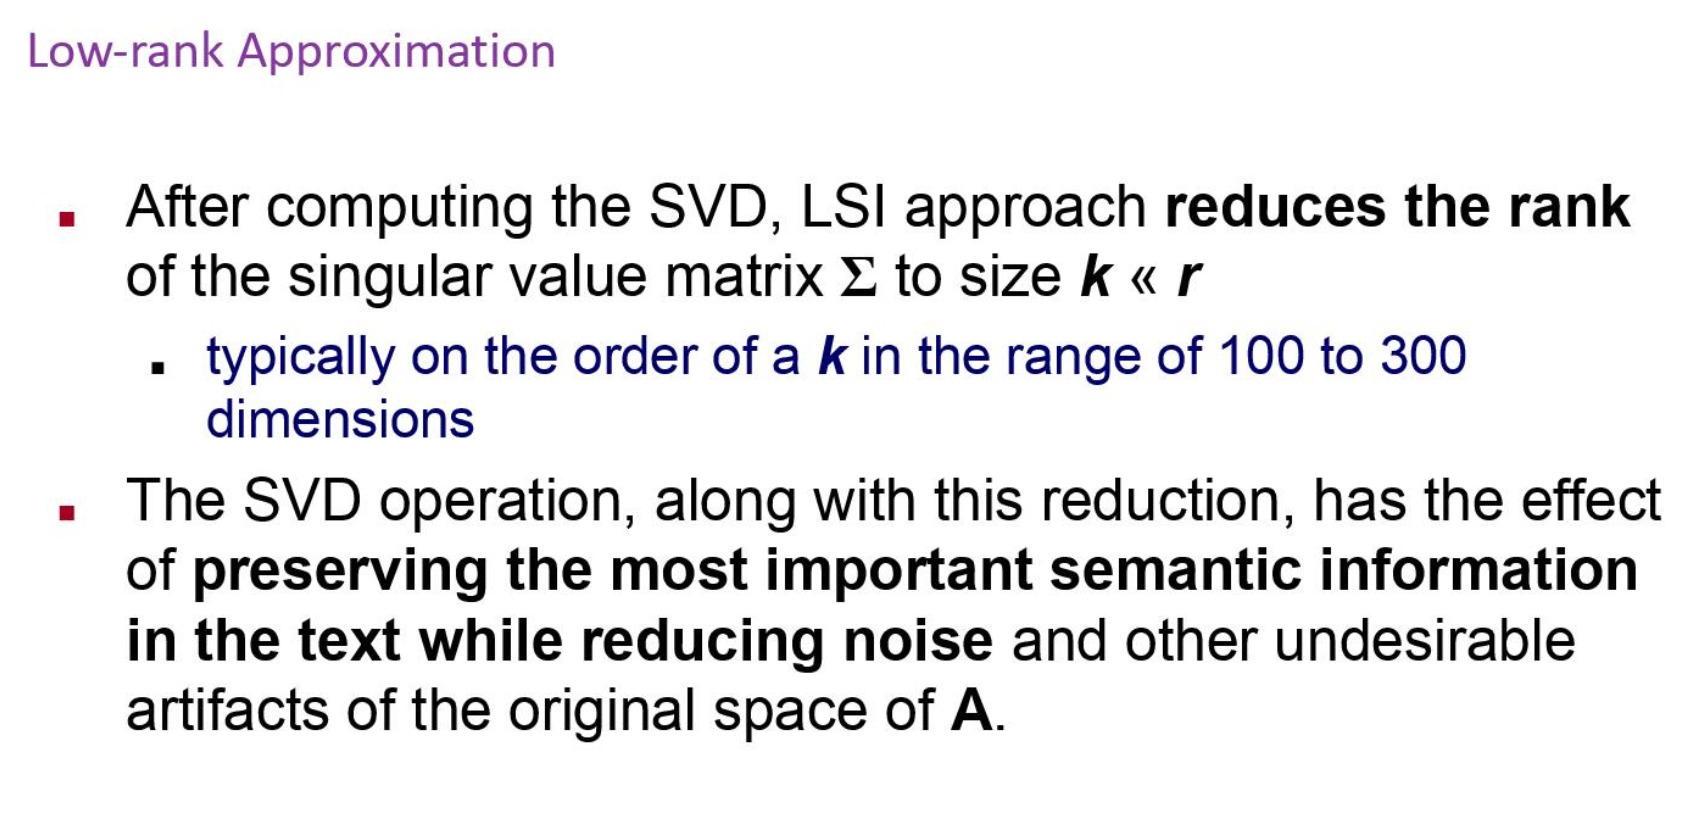 Low-rank Approximation
After computing the SVD, LSI approach reduces the rank
of the singular value matrix Σ to size k « r
typically on the order of a k in the range of 100 to 300
dimensions
The SVD operation, along with this reduction, has the effect
of preserving the most important semantic information
in the text while reducing noise and other undesirable
artifacts of the original space of A.